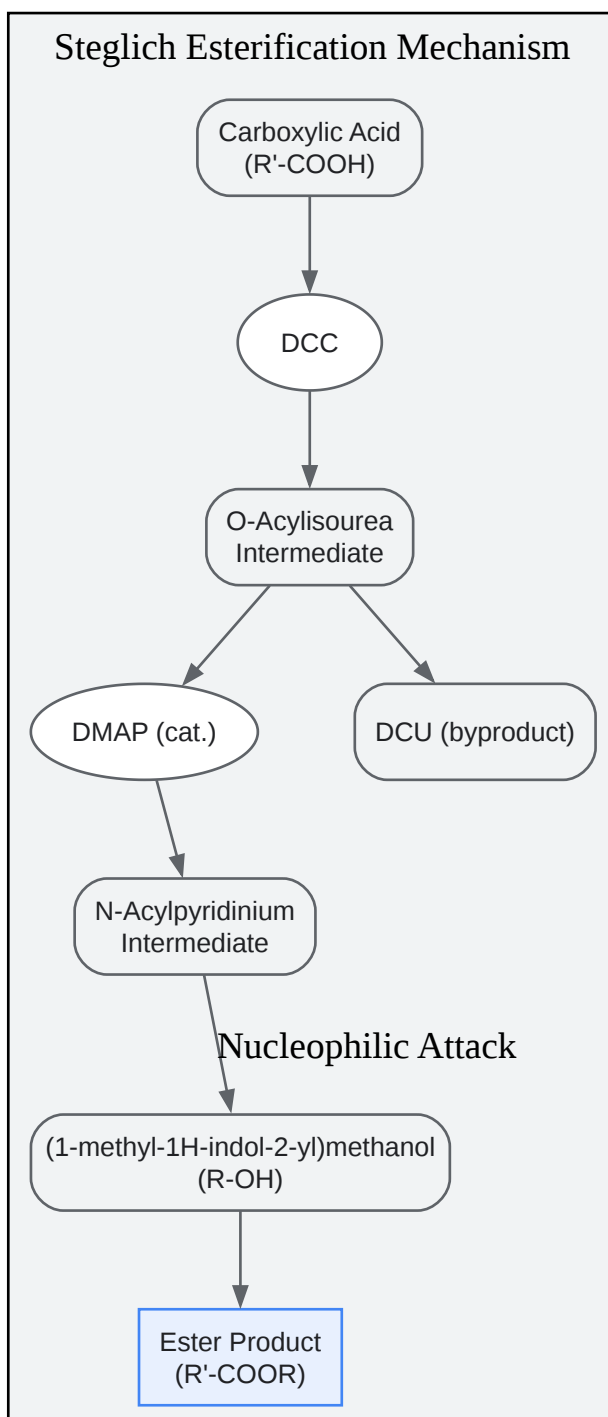 Steglich Esterification Mechanism
Carboxylic Acid
(R'-COOH)
DCC
O-Acylisourea
Intermediate
DMAP (cat.)
DCU (byproduct)
N-Acylpyridinium
Intermediate
Nucleophilic Attack
(1-methyl-1H-indol-2-yl)methanol
(R-OH)
Ester Product
(R'-COOR)